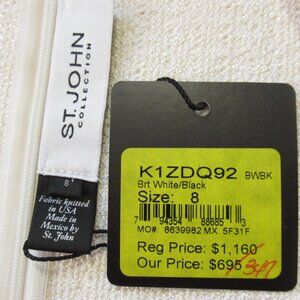 ST. JOHN
COLLECTION
8
Fabric knitted
in USA
Made in
Mexico by
St. John
K1ZDQ92 BWBK
Brt White/Black
Size: 8
7 94354 88685 3
MO#: 8639982 MX 5F31F
Reg Price: $1,160
Our Price: $695